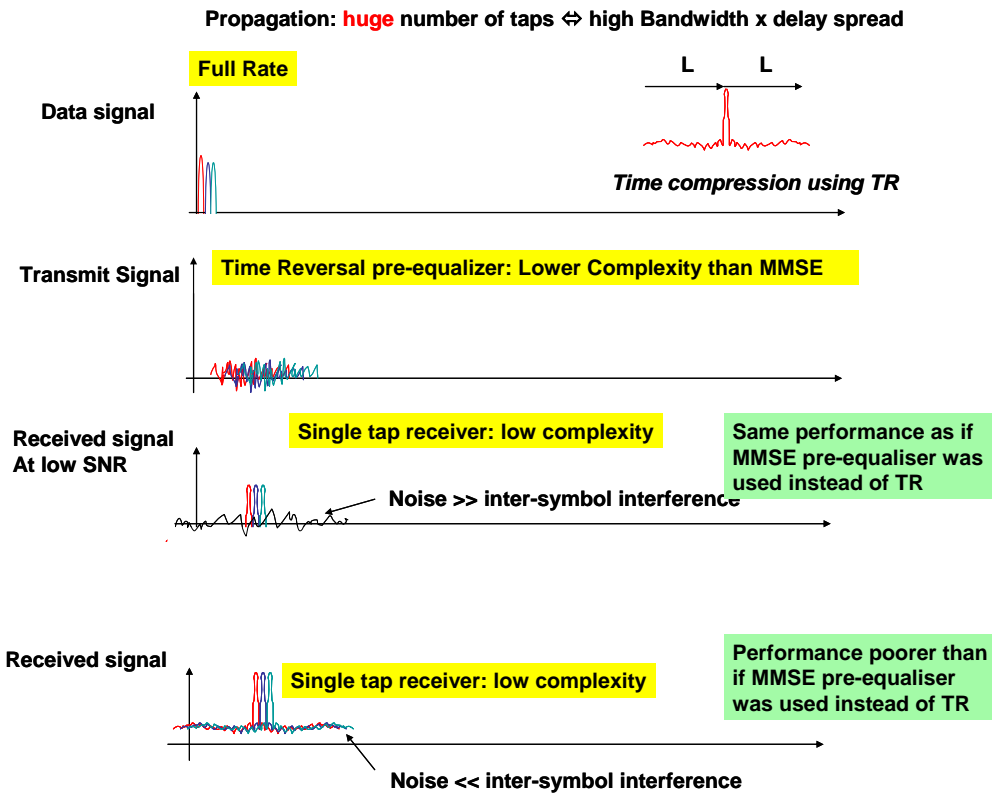 Propagation: huge number of taps ⇔ high Bandwidth x delay spread
Full Rate
L L
Data signal
Time compression using TR
Transmit Signal
Time Reversal pre-equalizer: Lower Complexity than MMSE
Received signal
At low SNR
Single tap receiver: low complexity
Same performance as if
MMSE pre-equaliser was
used instead of TR
Noise >> inter-symbol interference
Received signal
Single tap receiver: low complexity
Performance poorer than
if MMSE pre-equaliser
was used instead of TR
Noise << inter-symbol interference